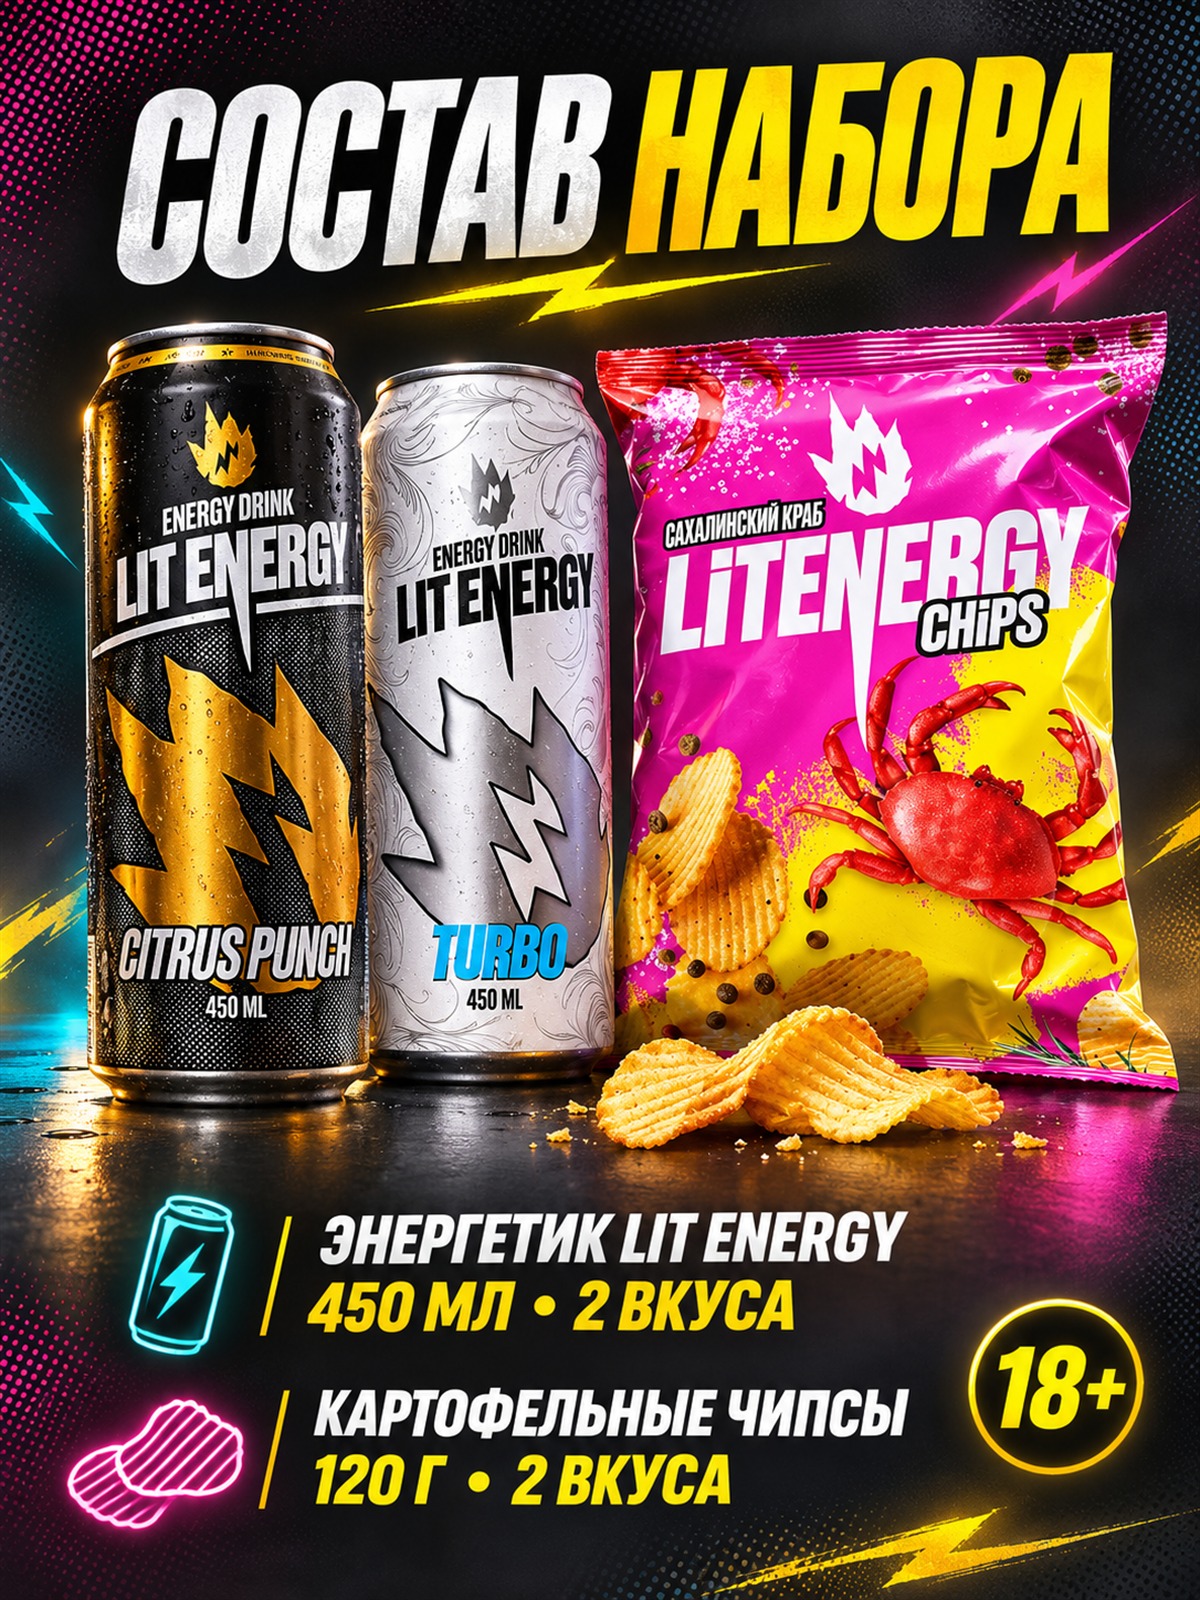 СОСТАВ НАБОРА
ENERGY DRINK
LIT ENERGY
CITRUS PUNCH
450 ML
ENERGY DRINK
LIT ENERGY
TURBO
450 ML
САХАЛИНСКИЙ КРАБ
LiTENERGY
CHiPS
ЭНЕРГЕТИК LIT ENERGY
450 МЛ • 2 ВКУСА
КАРТОФЕЛЬНЫЕ ЧИПСЫ
120 Г • 2 ВКУСА
18+